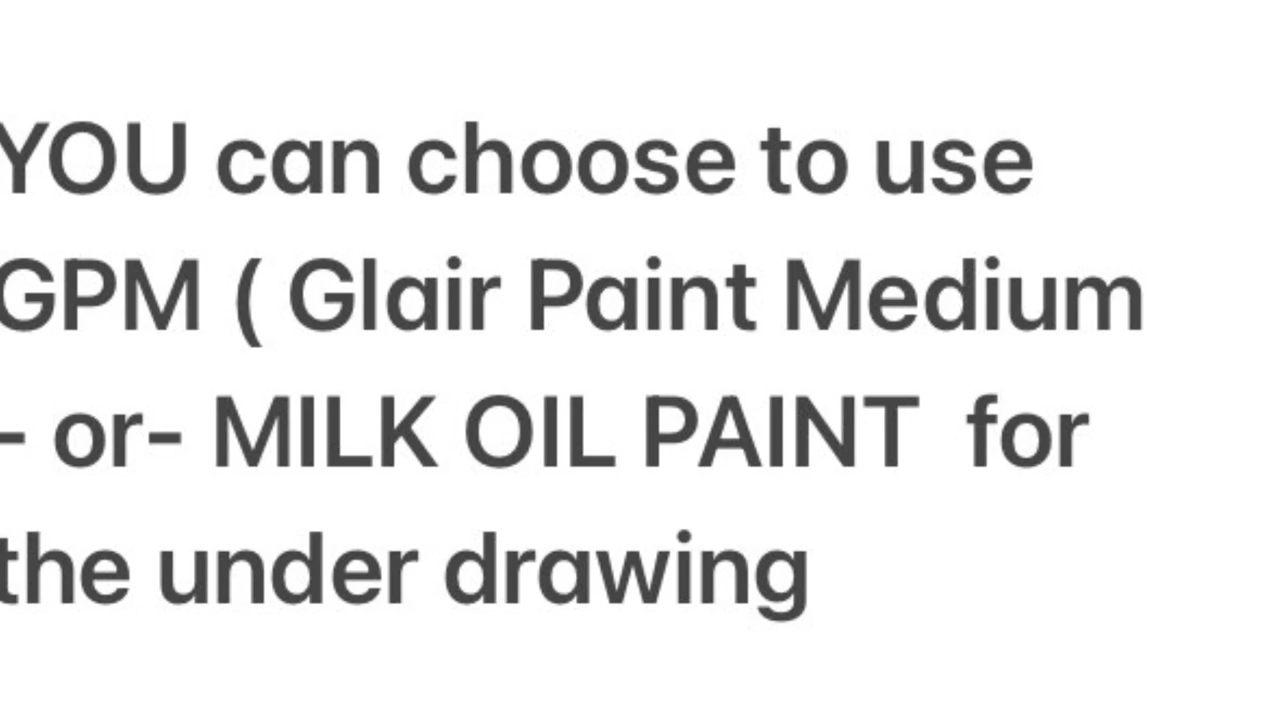 YOU can choose to use
GPM ( Glair Paint Medium
- or- MILK OIL PAINT  for
the under drawing